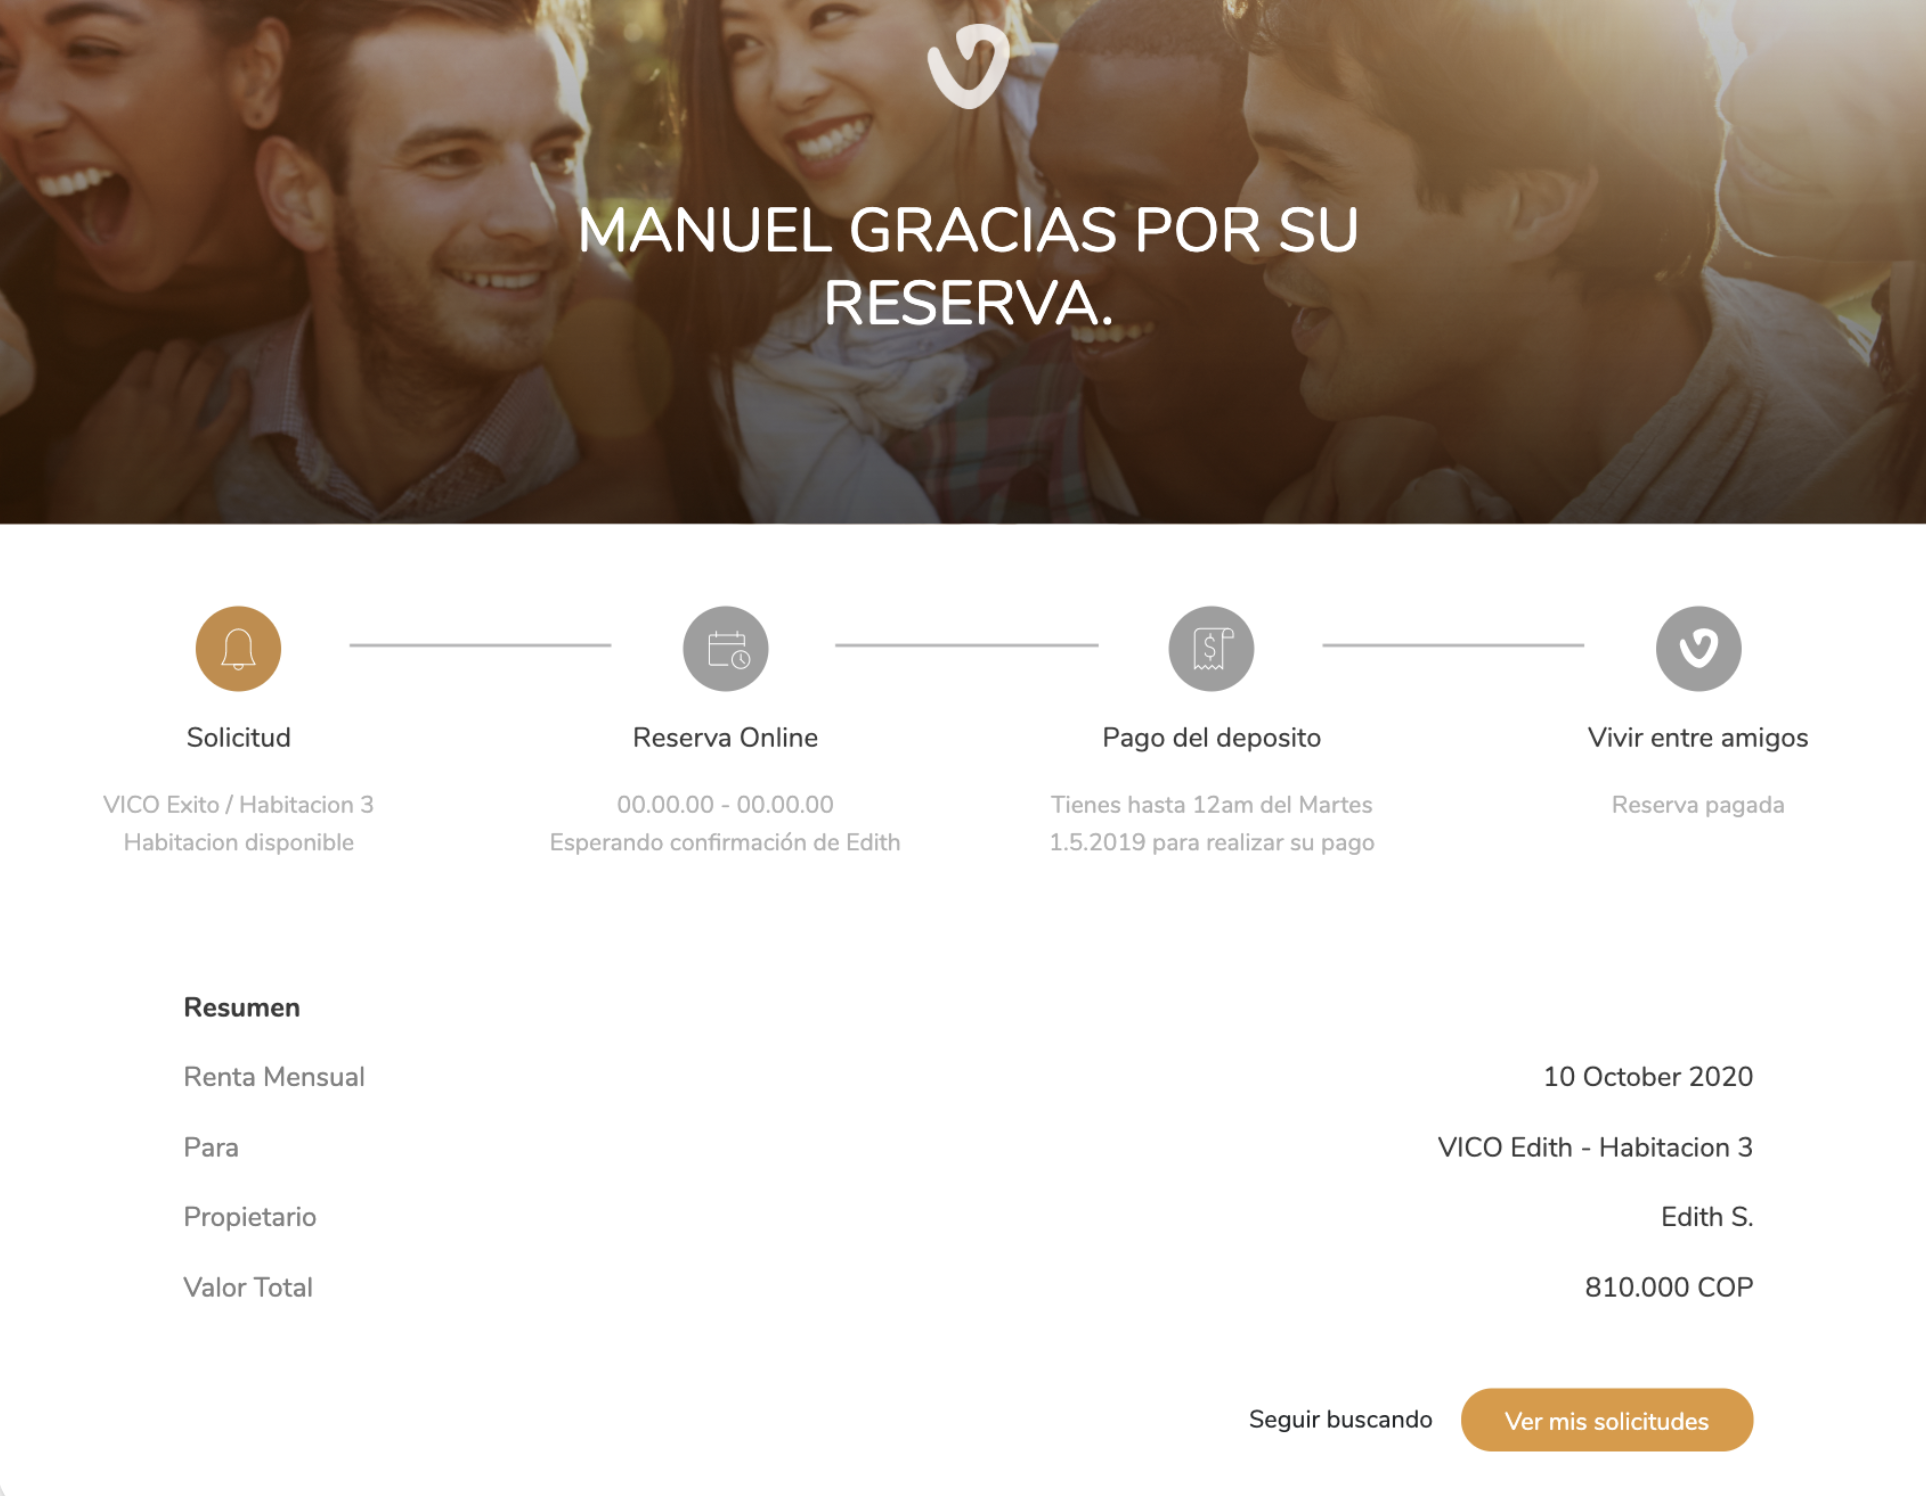 MANUEL GRACIAS POR SU
RESERVA.
Solicitud
VICO Exito / Habitacion 3
Habitacion disponible
Reserva Online
00.00.00 - 00.00.00
Esperando confirmación de Edith
Pago del deposito
Tienes hasta 12am del Martes
1.5.2019 para realizar su pago
Vivir entre amigos
Reserva pagada
Resumen
Renta Mensual 10 October 2020
Para VICO Edith - Habitacion 3
Propietario Edith S.
Valor Total 810.000 COP
Seguir buscando Ver mis solicitudes